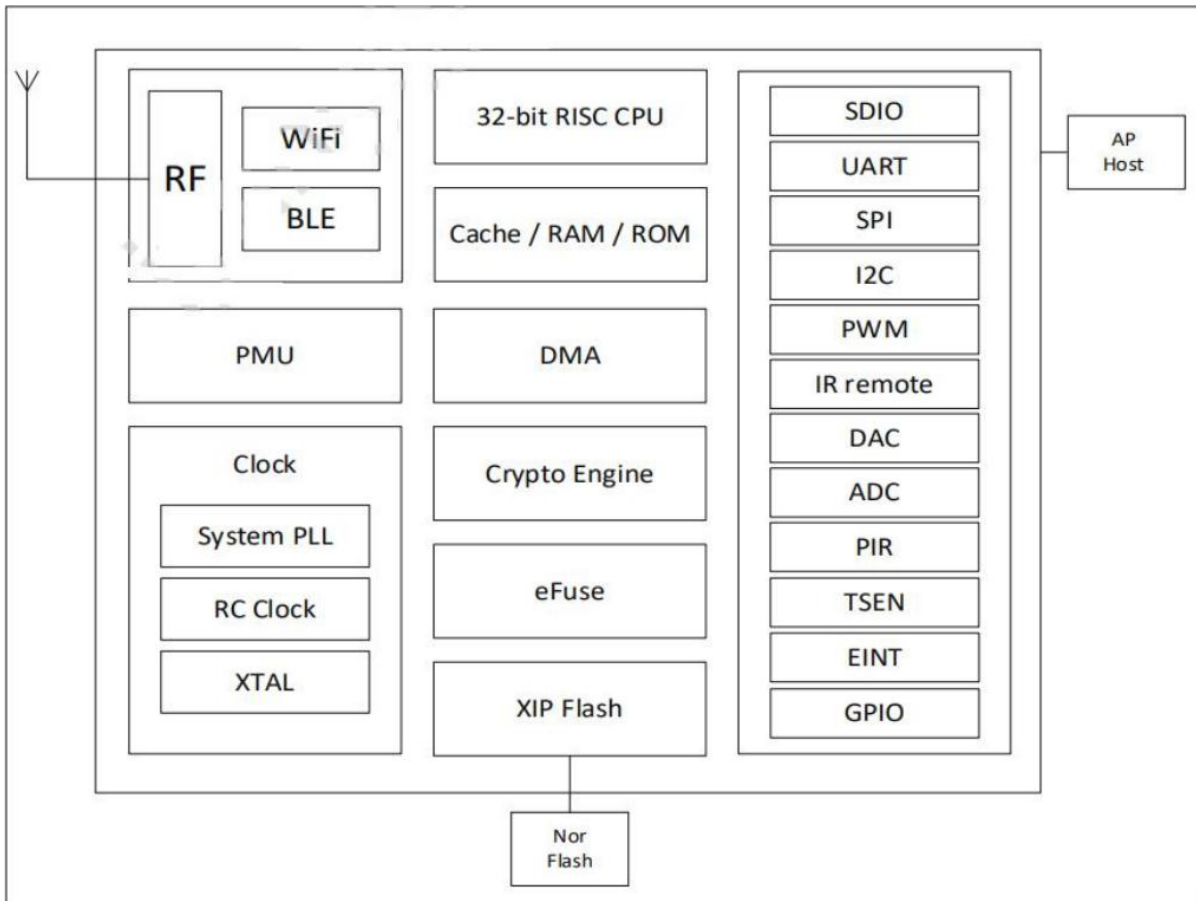 RF
WiFi
BLE
PMU
Clock
System PLL
RC Clock
XTAL
32-bit RISC CPU
Cache / RAM / ROM
DMA
Crypto Engine
eFuse
XIP Flash
SDIO
UART
SPI
I2C
PWM
IR remote
DAC
ADC
PIR
TSEN
EINT
GPIO
AP
Host
Nor
Flash